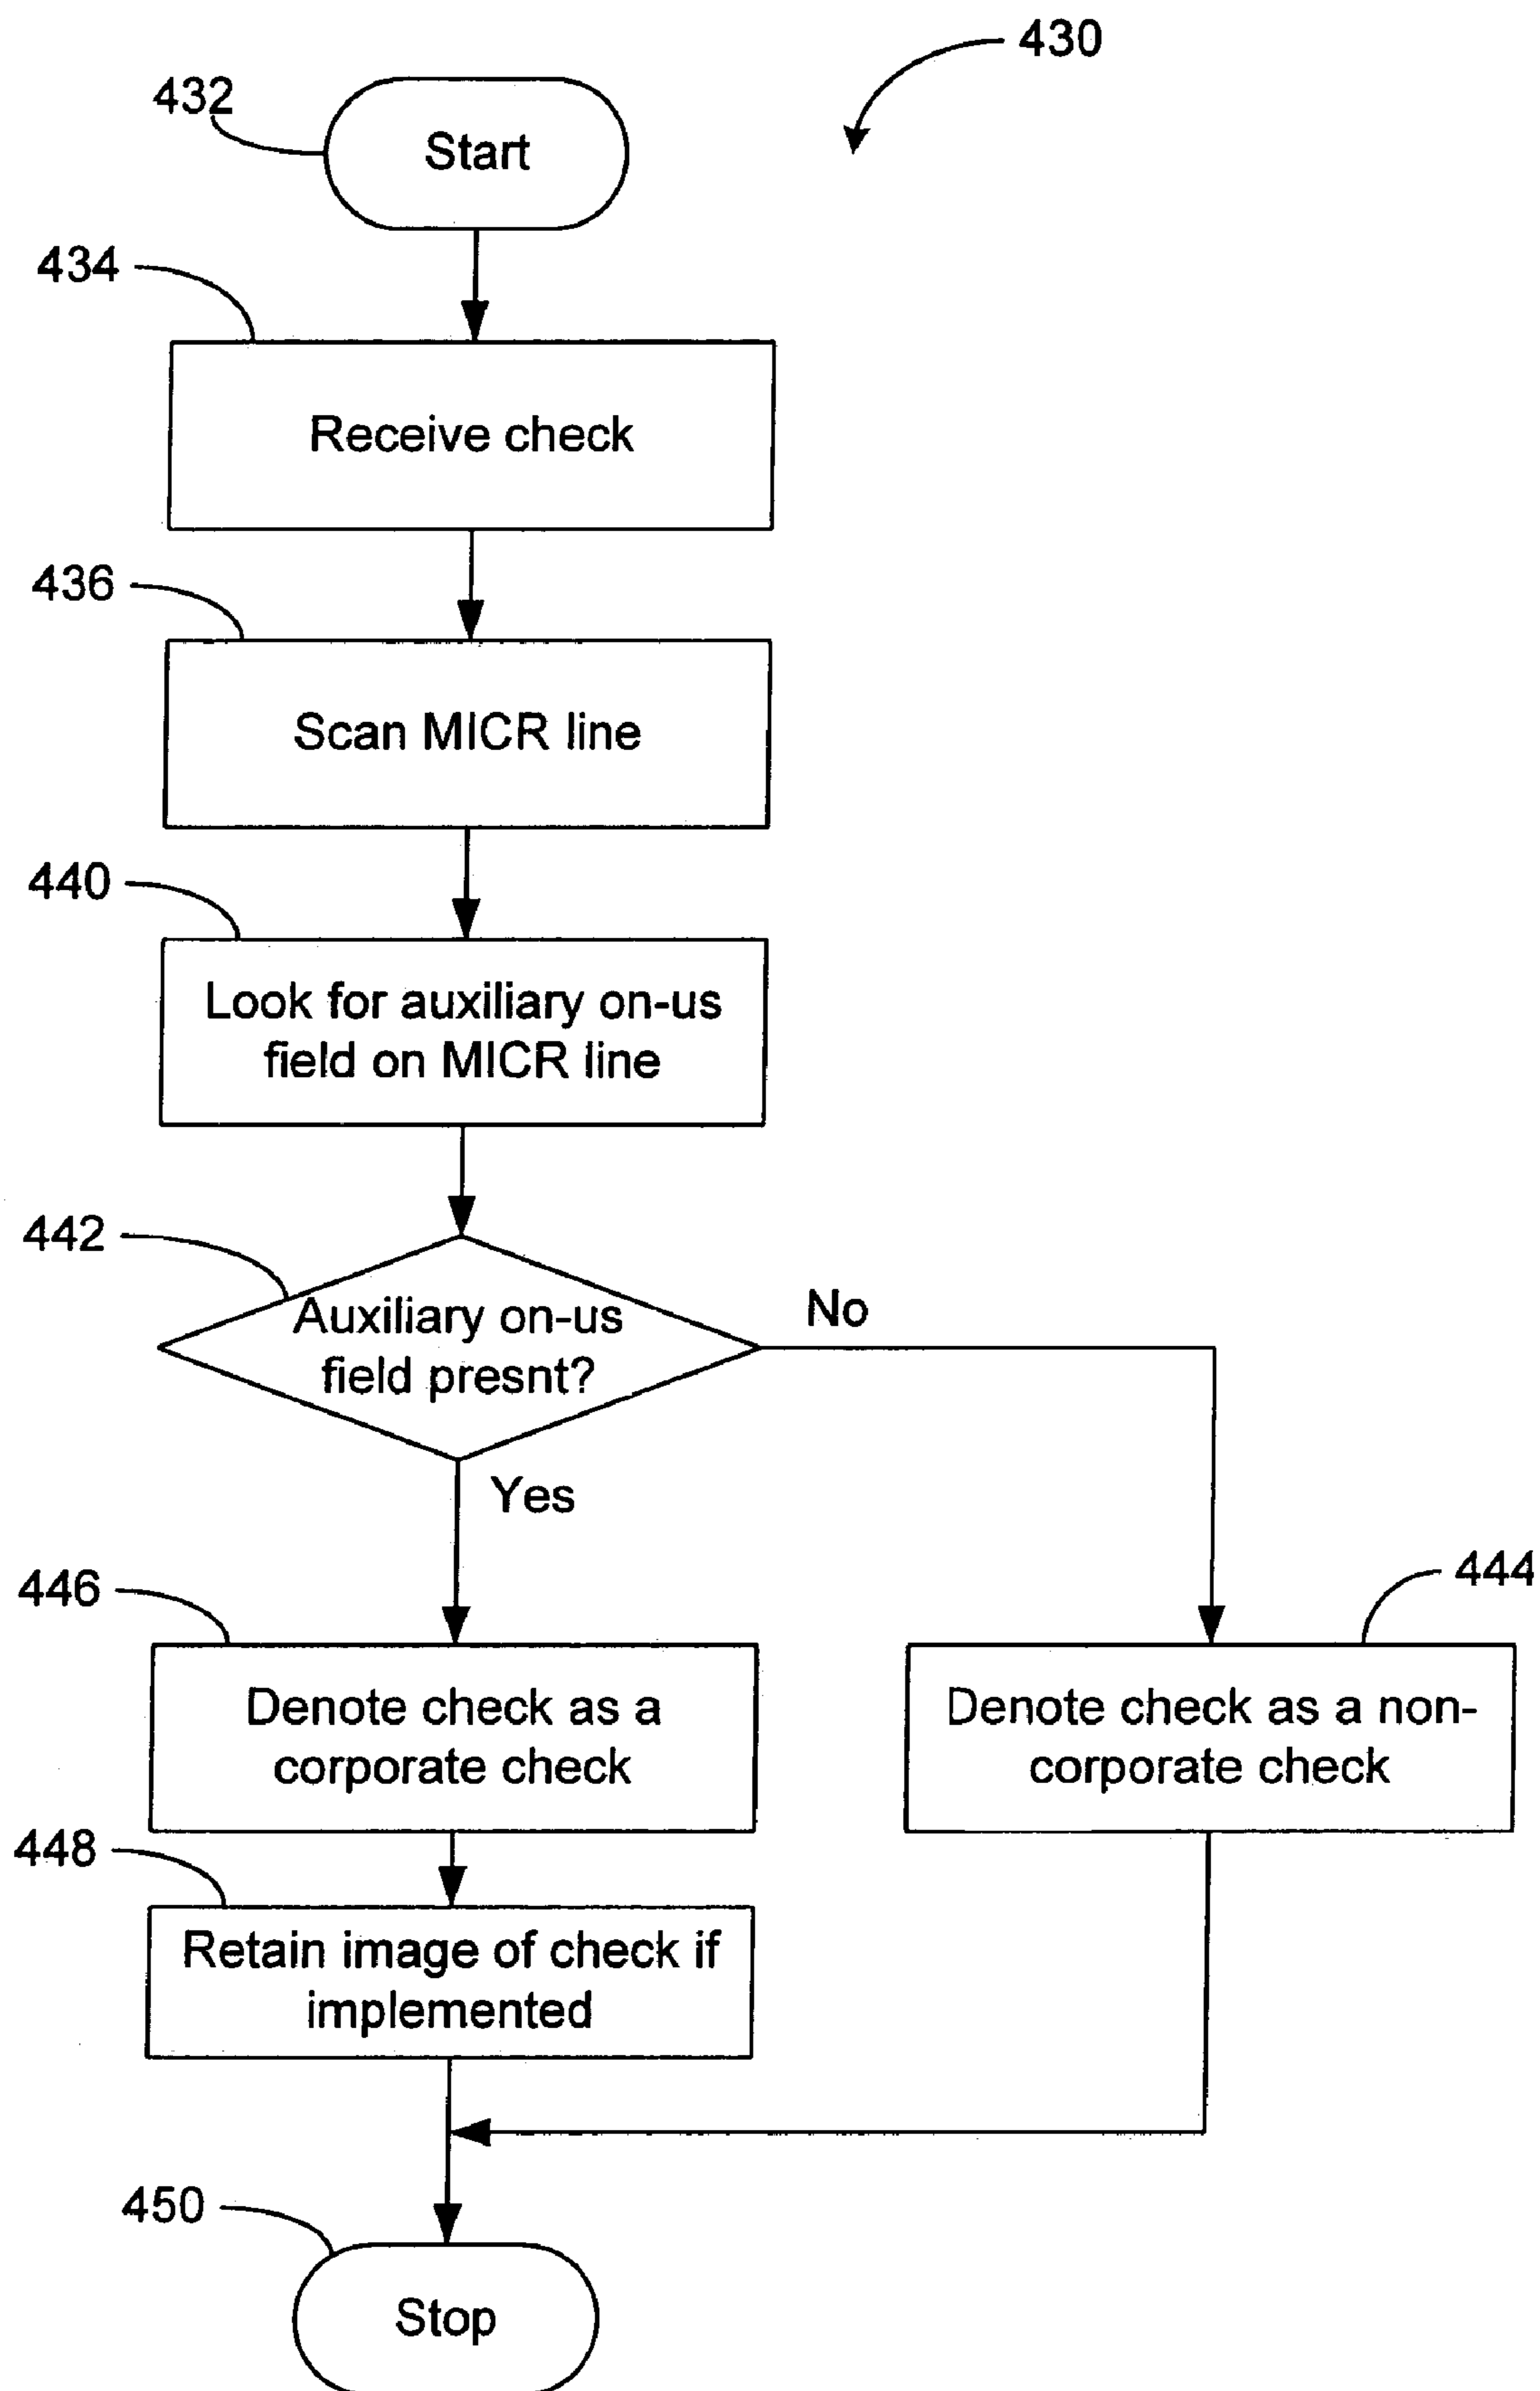 430
432
Start
434
Receive check
436
Scan MICR line
440
Look for auxiliary on-us
field on MICR line
442
Auxiliary on-us
field presnt?
No
Yes
446
Denote check as a
corporate check
444
Denote check as a non-
corporate check
448
Retain image of check if
implemented
450
Stop